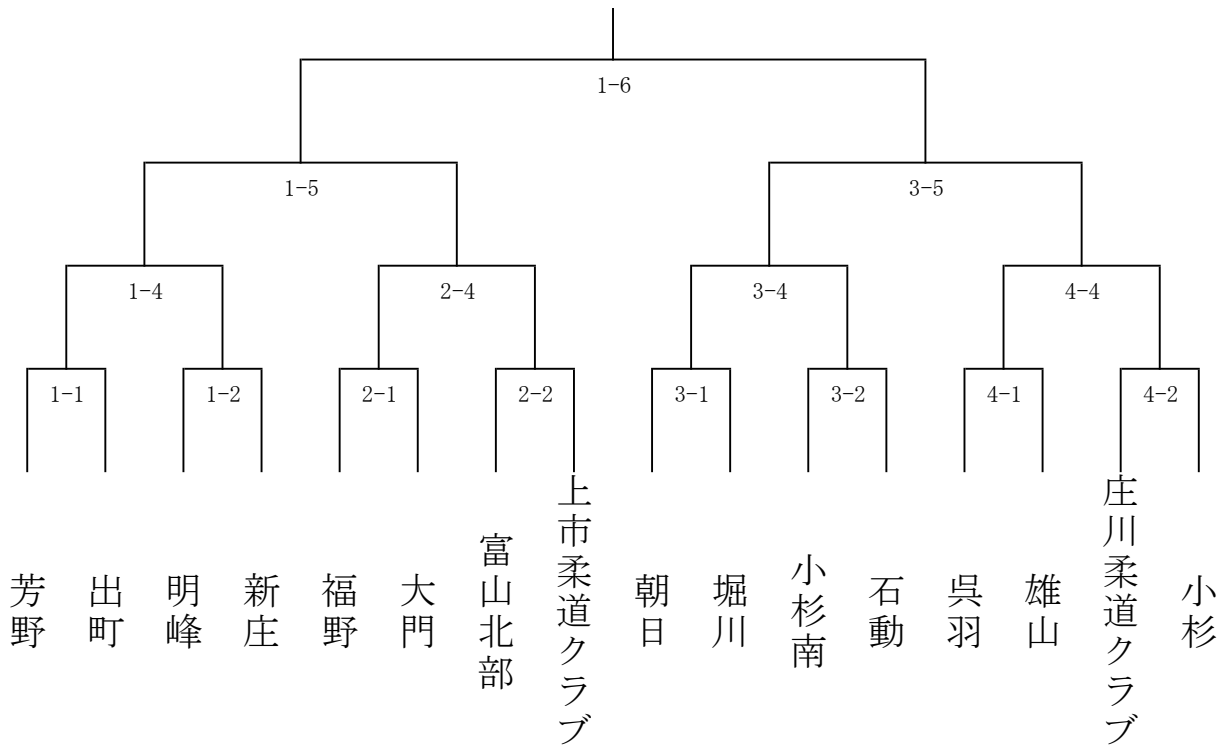 1-6
1-5
3-5
1-4
2-4
3-4
4-4
1-1
1-2
2-1
2-2
3-1
3-2
4-1
4-2
芳野
出町
明峰
新庄
福野
大門
富山北部
上市柔道クラブ
朝日
堀川
小杉南
石動
呉羽
雄山
庄川柔道クラブ
小杉